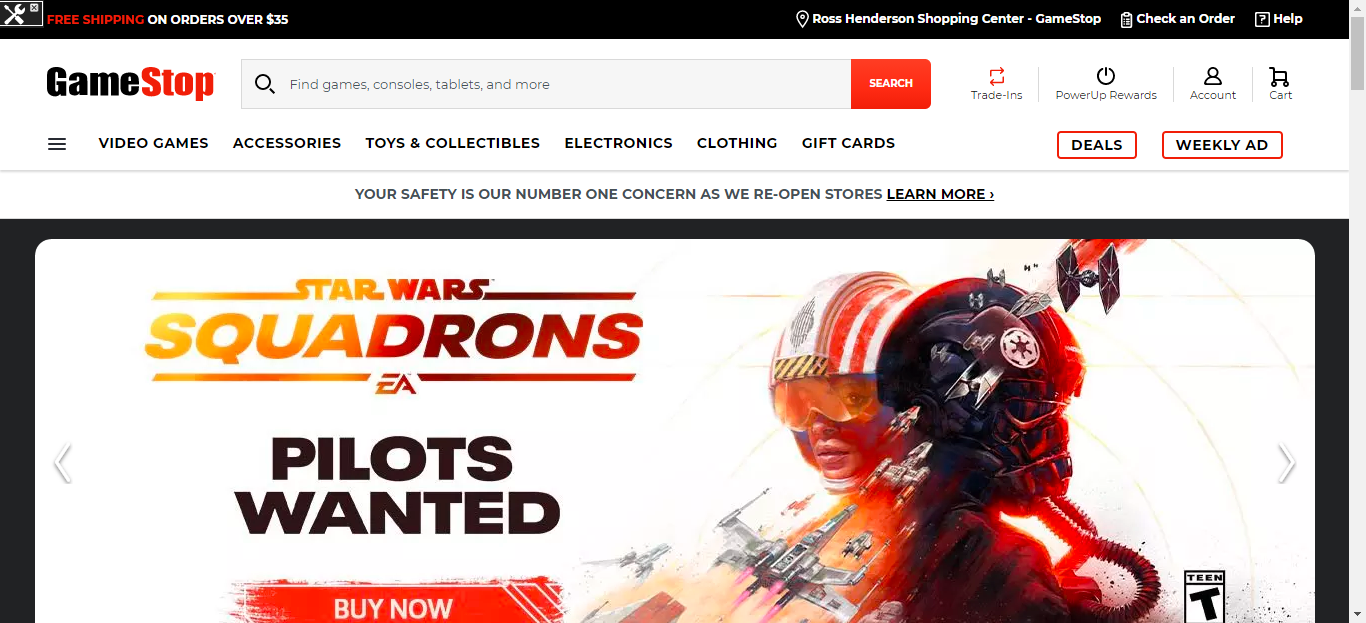 FREE SHIPPING ON ORDERS OVER $35
Ross Henderson Shopping Center - GameStop
Check an Order
? Help
GameStop
Find games, consoles, tablets, and more
SEARCH
Trade-Ins
PowerUp Rewards
Account
Cart
VIDEO GAMES
ACCESSORIES
TOYS & COLLECTIBLES
ELECTRONICS
CLOTHING
GIFT CARDS
DEALS
WEEKLY AD
YOUR SAFETY IS OUR NUMBER ONE CONCERN AS WE RE-OPEN STORES LEARN MORE ›
STAR WARS™
SQUADRONS
EA
PILOTS
WANTED
BUY NOW
TEEN
T